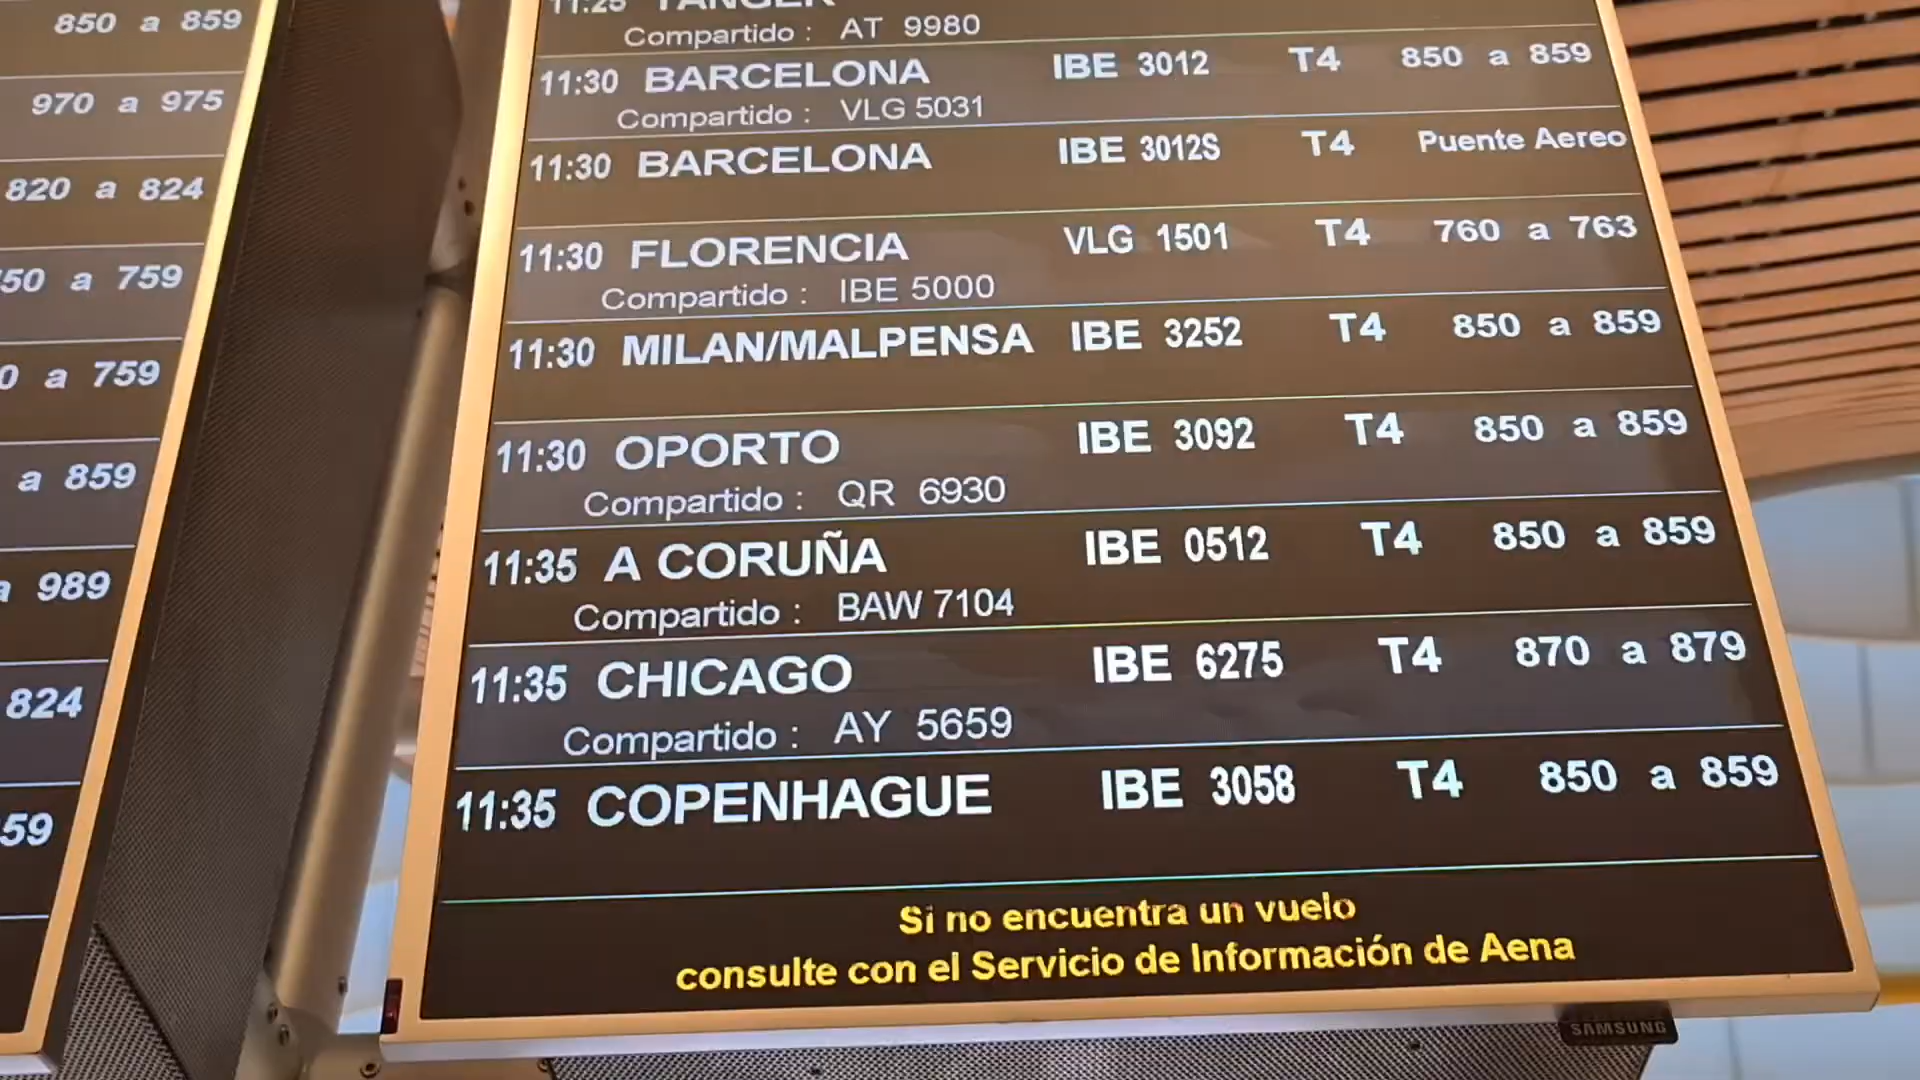 850 a 859
970 a 975
820 a 824
50 a 759
0 a 759
a 859
a 989
824
59
11:25 TANGER
Compartido : AT 9980
11:30 BARCELONA IBE 3012 T4 850 a 859
Compartido : VLG 5031
11:30 BARCELONA IBE 3012S T4 Puente Aereo
11:30 FLORENCIA VLG 1501 T4 760 a 763
Compartido : IBE 5000
11:30 MILAN/MALPENSA IBE 3252 T4 850 a 859
11:30 OPORTO IBE 3092 T4 850 a 859
Compartido : QR 6930
11:35 A CORUÑA IBE 0512 T4 850 a 859
Compartido : BAW 7104
11:35 CHICAGO IBE 6275 T4 870 a 879
Compartido : AY 5659
11:35 COPENHAGUE IBE 3058 T4 850 a 859
Si no encuentra un vuelo
consulte con el Servicio de Información de Aena
SAMSUNG